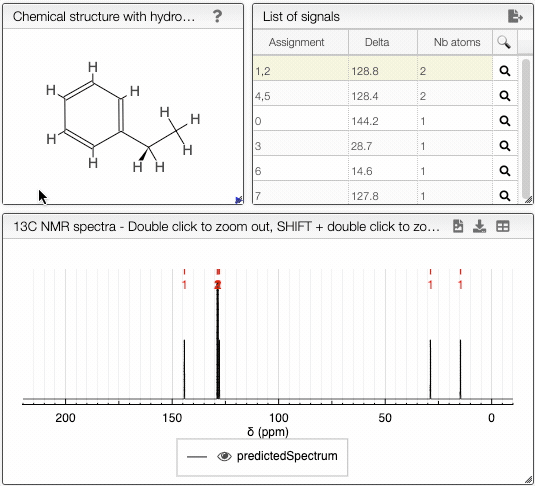 Chemical structure with hydro… ?
H
H H
H
H
H
H
H
H H
List of signals
Assignment Delta Nb atoms
1,2 128.8 2
4,5 128.4 2
0 144.2 1
3 28.7 1
6 14.6 1
7 127.8 1
13C NMR spectra - Double click to zoom out, SHIFT + double click to zo…
1 2 1 1
200 150 100 50 0
δ (ppm)
predictedSpectrum